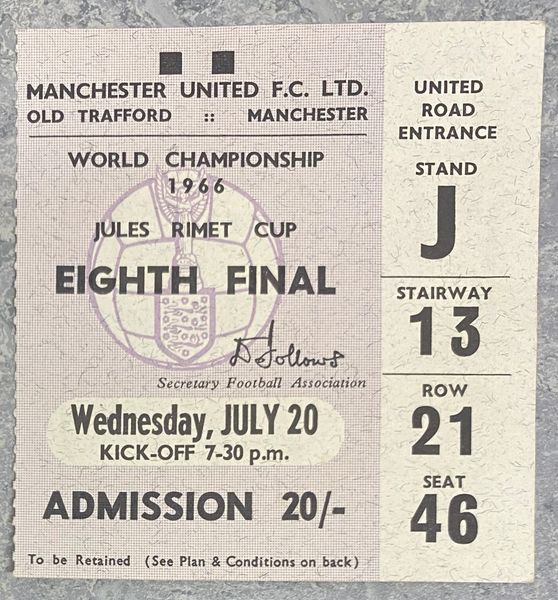 MANCHESTER UNITED F.C. LTD.
OLD TRAFFORD :: MANCHESTER
WORLD CHAMPIONSHIP
1966
JULES RIMET CUP
EIGHTH FINAL
D Follows
Secretary Football Association
Wednesday, JULY 20
KICK-OFF 7-30 p.m.
ADMISSION 20/-
To be Retained (See Plan & Conditions on back)
UNITED
ROAD
ENTRANCE
STAND
J
STAIRWAY
13
ROW
21
SEAT
46